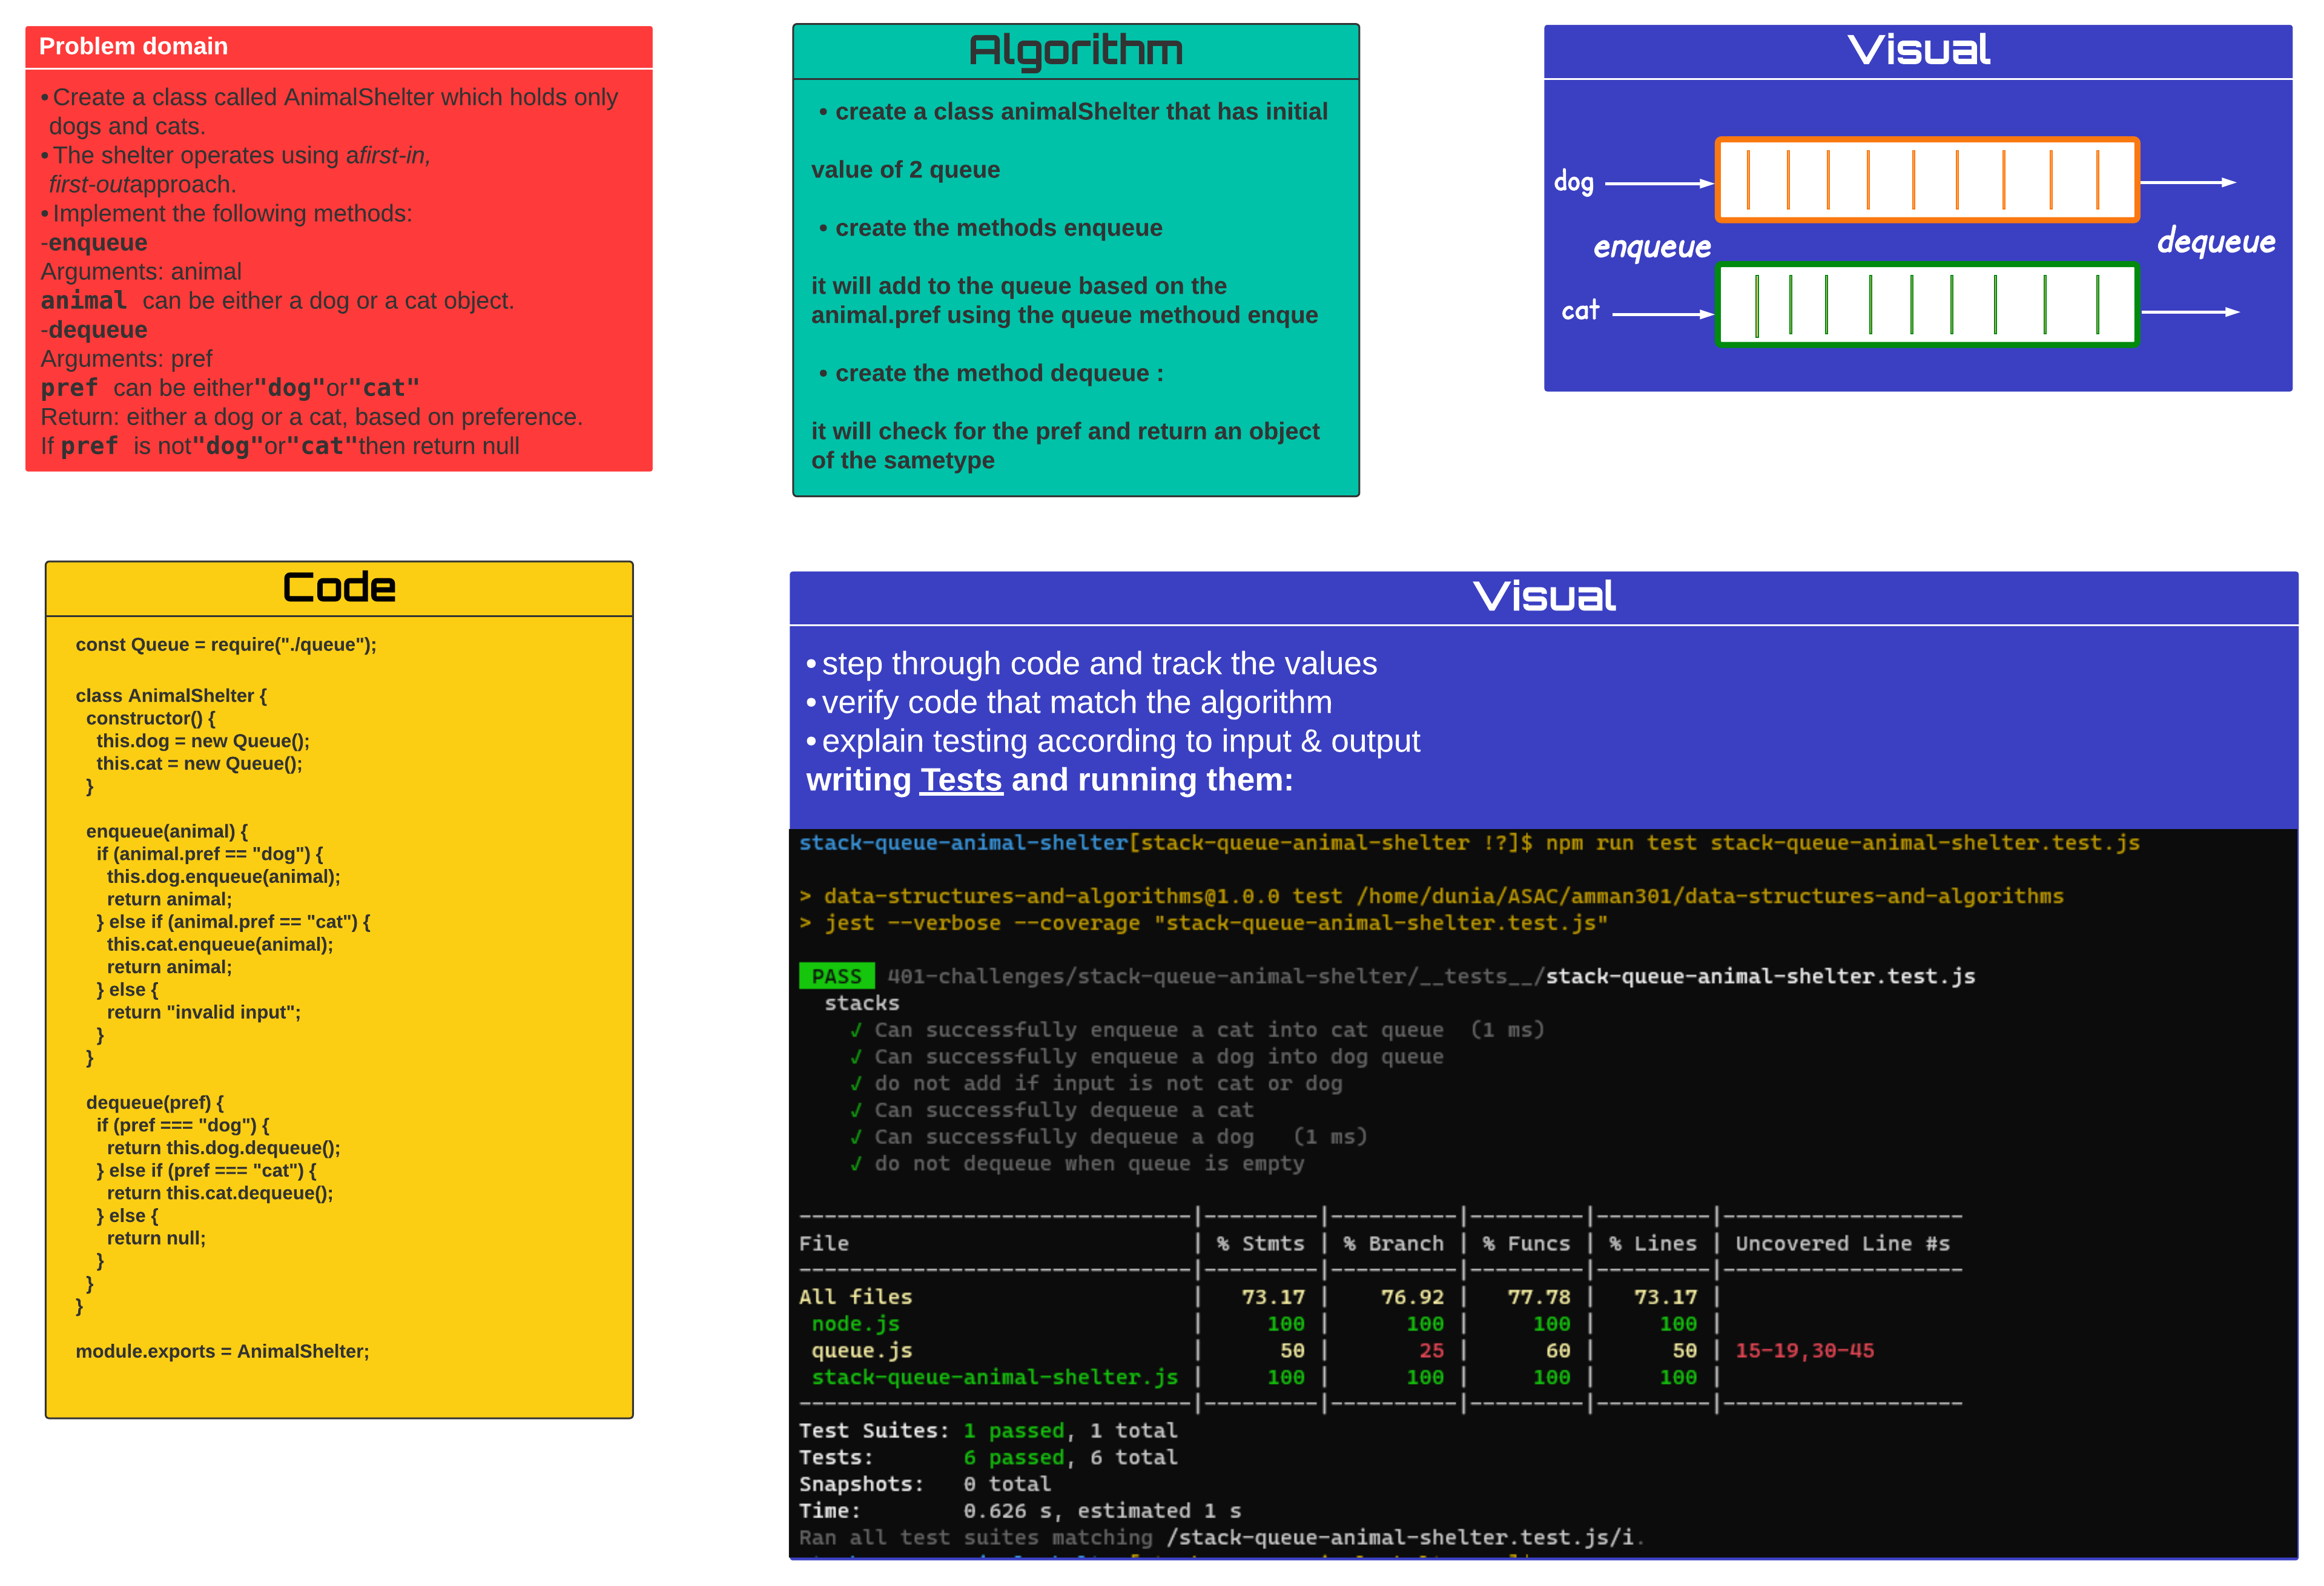 Problem domain
• Create a class called AnimalShelter which holds only
dogs and cats.
• The shelter operates using afirst-in,
first-outapproach.
• Implement the following methods:
-enqueue
Arguments: animal
animal can be either a dog or a cat object.
-dequeue
Arguments: pref
pref can be either"dog"or"cat"
Return: either a dog or a cat, based on preference.
If pref is not"dog"or"cat"then return null
Algorithm
• create a class animalShelter that has initial
value of 2 queue
• create the methods enqueue
it will add to the queue based on the
animal.pref using the queue methoud enque
• create the method dequeue :
it will check for the pref and return an object
of the sametype
Visual
dog
enqueue
dequeue
cat
Code
const Queue = require("./queue");
class AnimalShelter {
constructor() {
this.dog = new Queue();
this.cat = new Queue();
}
enqueue(animal) {
if (animal.pref == "dog") {
this.dog.enqueue(animal);
return animal;
} else if (animal.pref == "cat") {
this.cat.enqueue(animal);
return animal;
} else {
return "invalid input";
}
}
dequeue(pref) {
if (pref === "dog") {
return this.dog.dequeue();
} else if (pref === "cat") {
return this.cat.dequeue();
} else {
return null;
}
}
}
module.exports = AnimalShelter;
Visual
• step through code and track the values
• verify code that match the algorithm
• explain testing according to input & output
writing Tests and running them:
stack-queue-animal-shelter[stack-queue-animal-shelter !?]$ npm run test stack-queue-animal-shelter.test.js
> data-structures-and-algorithms@1.0.0 test /home/dunia/ASAC/amman301/data-structures-and-algorithms
> jest --verbose --coverage "stack-queue-animal-shelter.test.js"
PASS 401-challenges/stack-queue-animal-shelter/__tests__/stack-queue-animal-shelter.test.js
stacks
✓ Can successfully enqueue a cat into cat queue (1 ms)
✓ Can successfully enqueue a dog into dog queue
✓ do not add if input is not cat or dog
✓ Can successfully dequeue a cat
✓ Can successfully dequeue a dog (1 ms)
✓ do not dequeue when queue is empty
-------------------------------|---------|----------|---------|---------|-------------------
File | % Stmts | % Branch | % Funcs | % Lines | Uncovered Line #s
-------------------------------|---------|----------|---------|---------|-------------------
All files | 73.17 | 76.92 | 77.78 | 73.17 |
node.js | 100 | 100 | 100 | 100 |
queue.js | 50 | 25 | 60 | 50 | 15-19,30-45
stack-queue-animal-shelter.js | 100 | 100 | 100 | 100 |
-------------------------------|---------|----------|---------|---------|-------------------
Test Suites: 1 passed, 1 total
Tests: 6 passed, 6 total
Snapshots: 0 total
Time: 0.626 s, estimated 1 s
Ran all test suites matching /stack-queue-animal-shelter.test.js/i.